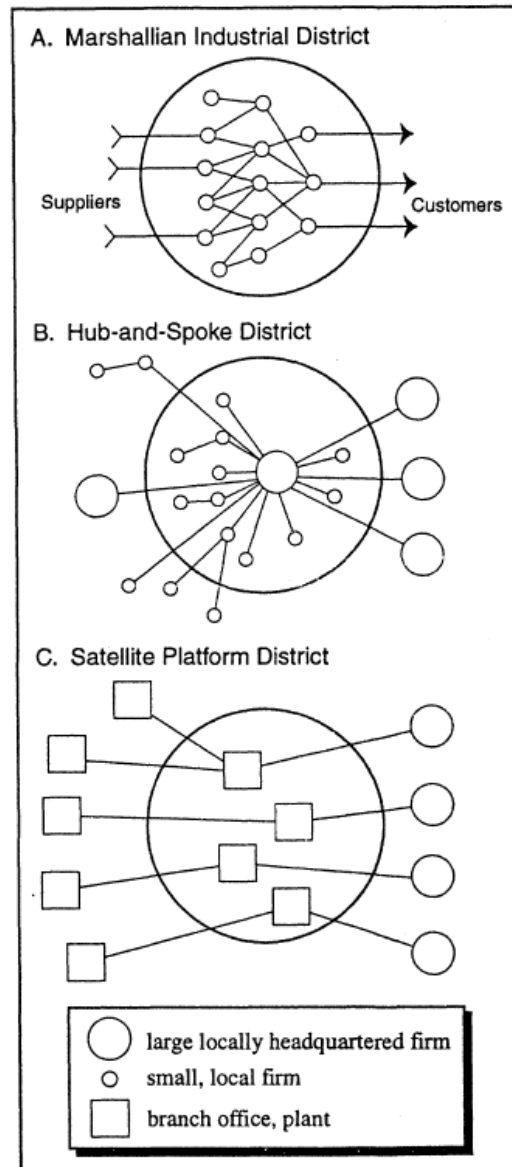 A. Marshallian Industrial District
Suppliers
Customers
B. Hub-and-Spoke District
C. Satellite Platform District
large locally headquartered firm
small, local firm
branch office, plant